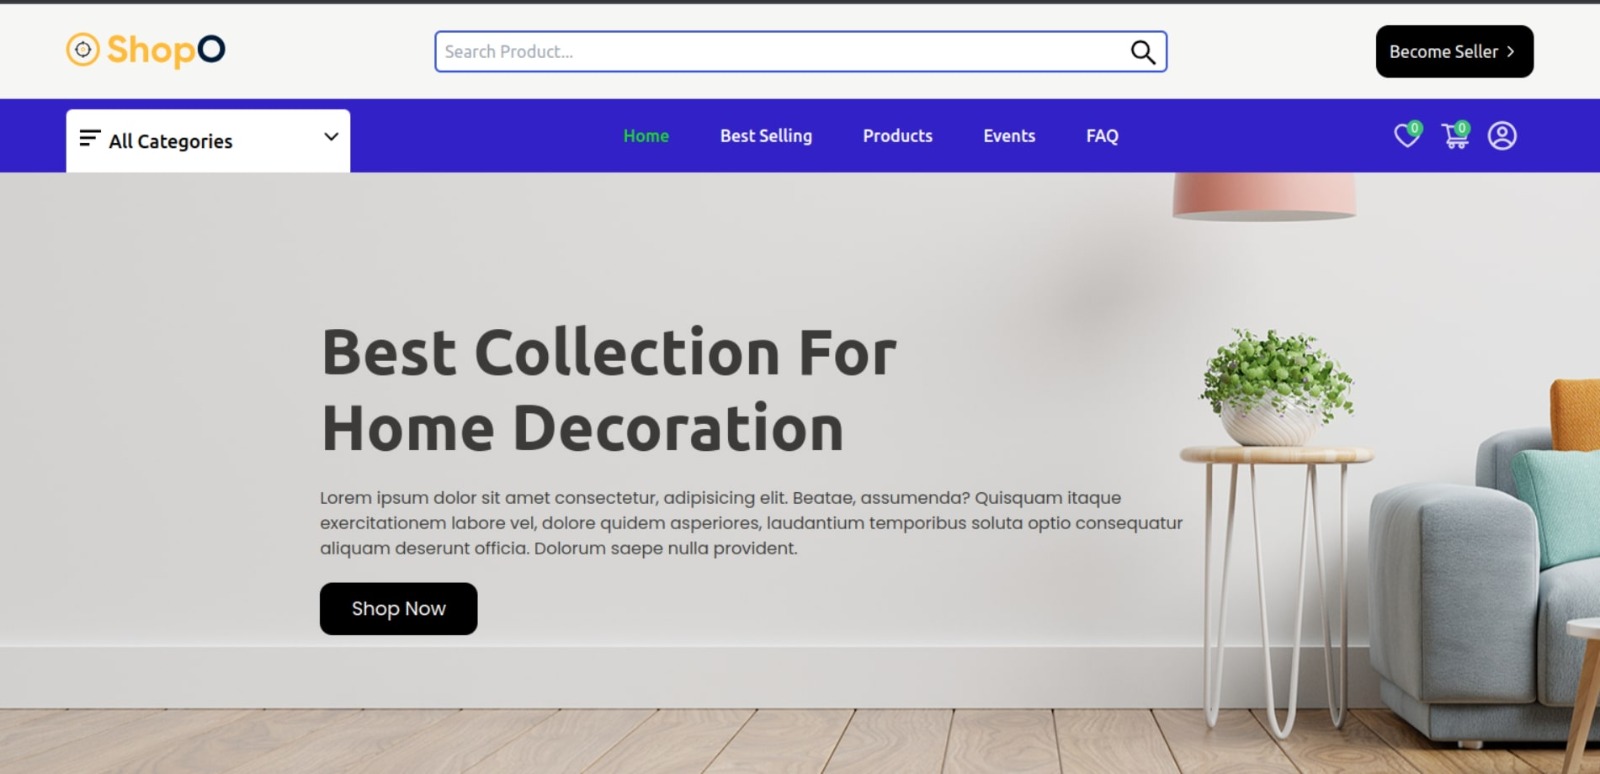 ShopO
Search Product...
Become Seller
All Categories
Home
Best Selling
Products
Events
FAQ
0
0
Best Collection For
Home Decoration
Lorem ipsum dolor sit amet consectetur, adipisicing elit. Beatae, assumenda? Quisquam itaque
exercitationem labore vel, dolore quidem asperiores, laudantium temporibus soluta optio consequatur
aliquam deserunt officia. Dolorum saepe nulla provident.
Shop Now